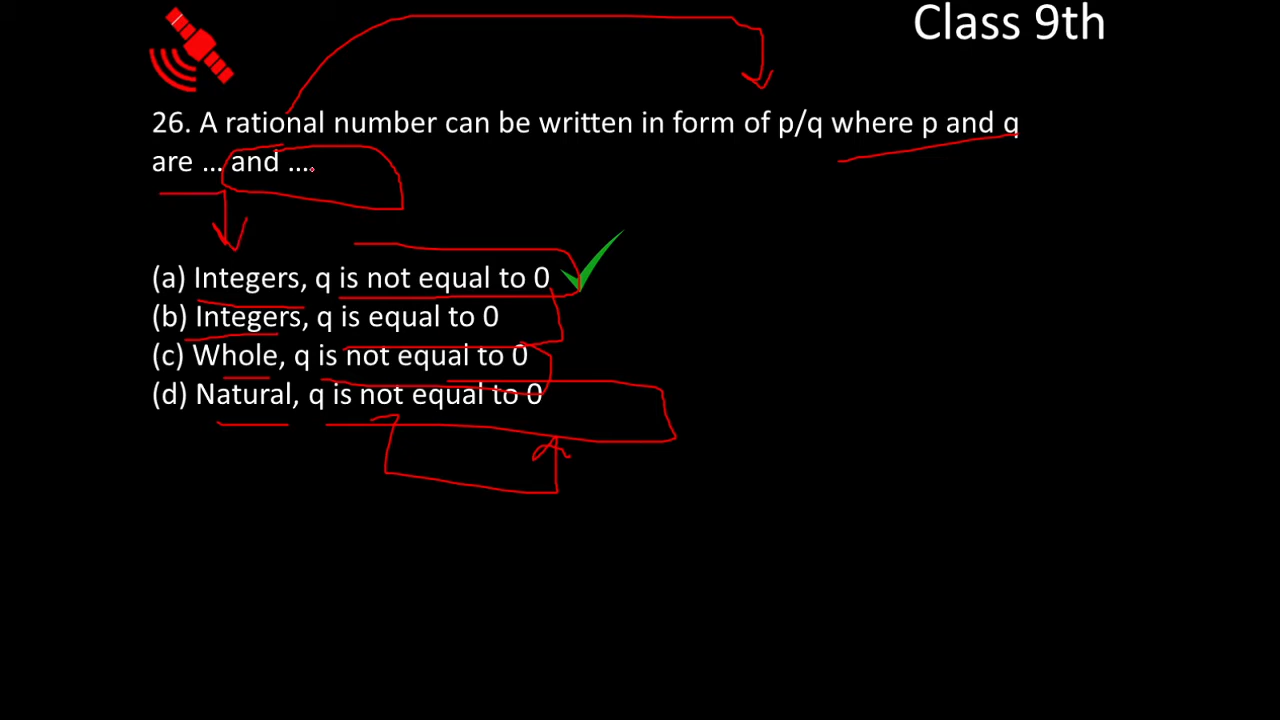 Class 9th
26. A rational number can be written in form of p/q where p and q
are ... and ....
(a) Integers, q is not equal to 0
(b) Integers, q is equal to 0
(c) Whole, q is not equal to 0
(d) Natural, q is not equal to 0